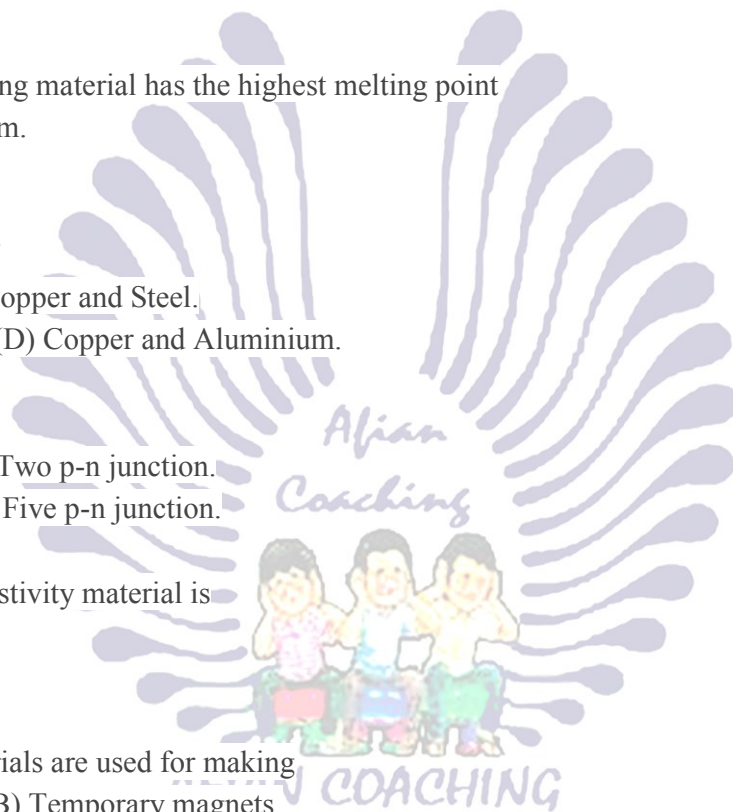 ng material has the highest melting point
m.
opper and Steel.
(D) Copper and Aluminium.
Afian
Two p-n junction.
Coaching
Five p-n junction.
stivity material is
rials are used for making
COACHING
B) Temporary magnets